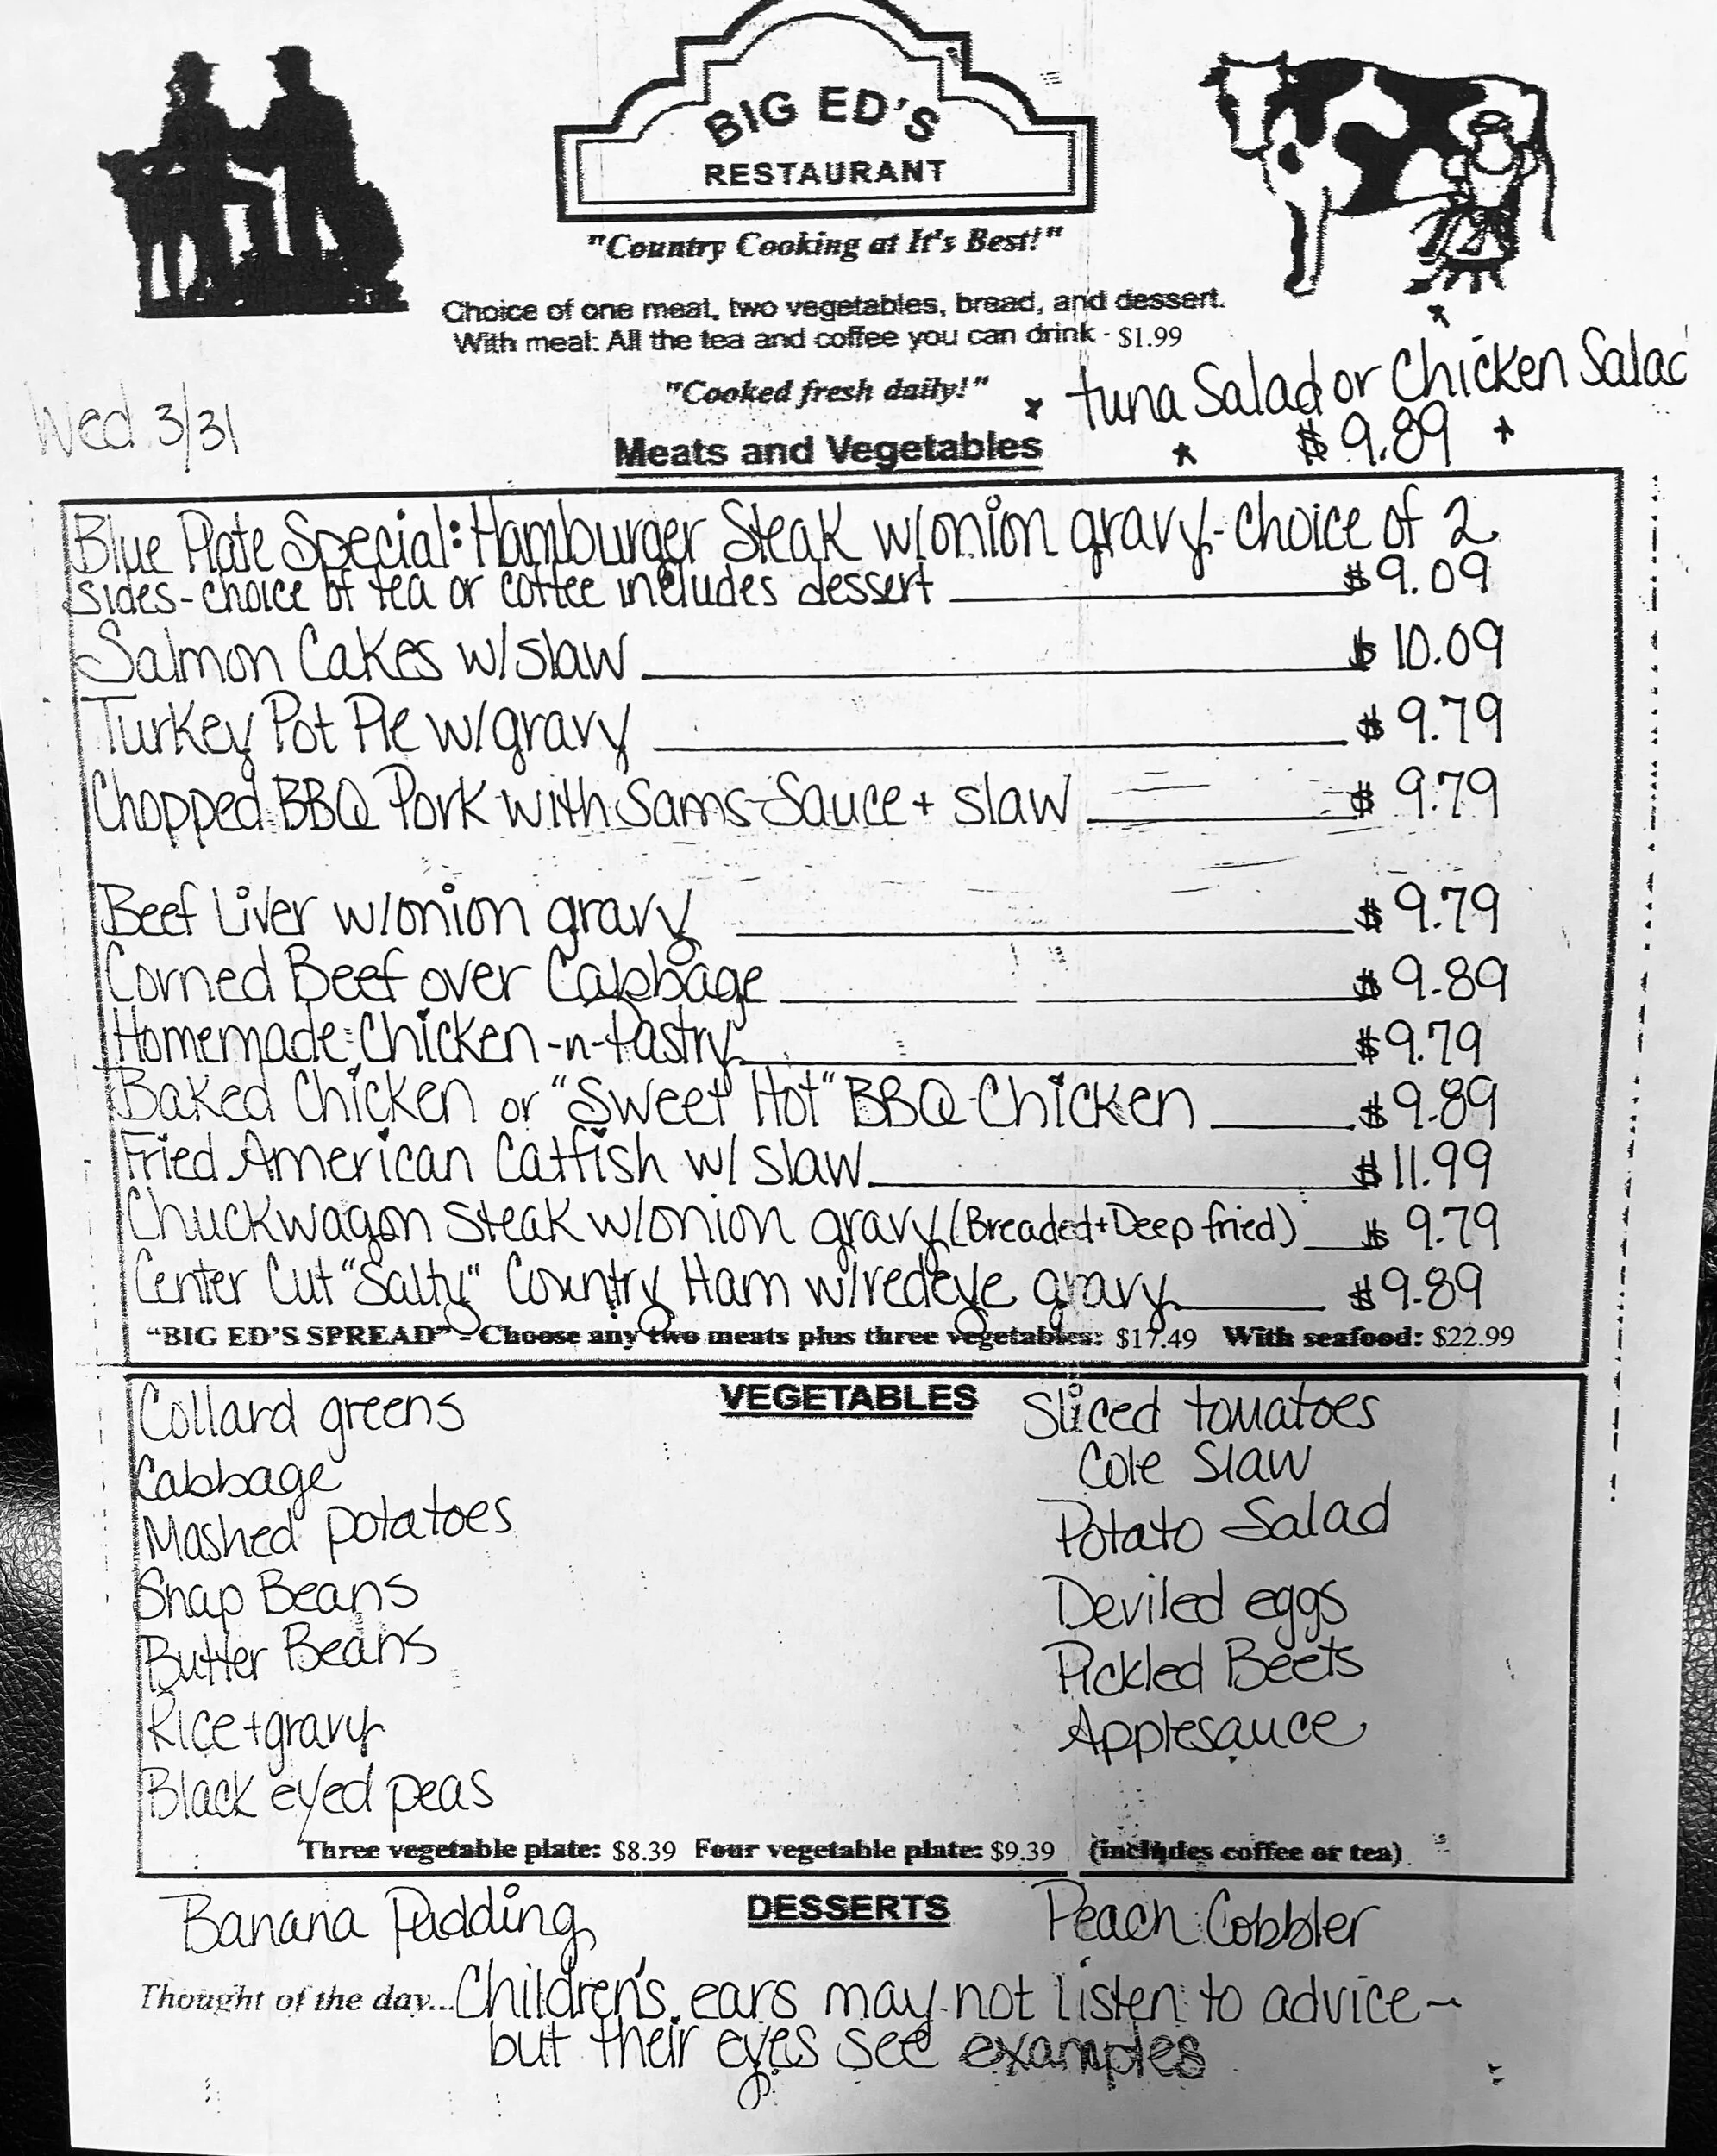 BIG ED'S
RESTAURANT
"Country Cooking at It's Best!"
Choice of one meat, two vegetables, bread, and dessert.
With meal: All the tea and coffee you can drink - $1.99
"Cooked fresh daily!"
tuna Salad or Chicken Salad
$9.89
Wed 3/31
Meats and Vegetables
Blue Plate Special: Hamburger Steak w/onion gravy - choice of 2
sides - choice of tea or coffee includes dessert $9.09
Salmon Cakes w/slaw $10.09
Turkey Pot Pie w/gravy $9.79
Chopped BBQ Pork with Sams Sauce + slaw $9.79
Beef Liver w/onion gravy $9.79
Corned Beef over Cabbage $9.89
Homemade Chicken -n- Pastry $9.79
Baked Chicken or "Sweet Hot" BBQ Chicken $9.89
Fried American Catfish w/ slaw $11.99
Chuckwagon Steak w/onion gravy (Breaded + Deep fried) $9.79
Center Cut "Salty" Country Ham w/redeye gravy $9.89
"BIG ED'S SPREAD" - Choose any two meats plus three vegetables: $17.49 With seafood: $22.99
VEGETABLES
Collard greens
Cabbage
Mashed potatoes
Snap Beans
Butter Beans
Rice + gravy
Black eyed peas
Sliced tomatoes
Cole Slaw
Potato Salad
Deviled eggs
Pickled Beets
Applesauce
Three vegetable plate: $8.39 Four vegetable plate: $9.39 (includes coffee or tea)
DESSERTS
Banana Pudding
Peach Cobbler
Thought of the day... Children's ears may not listen to advice ~
but their eyes see examples